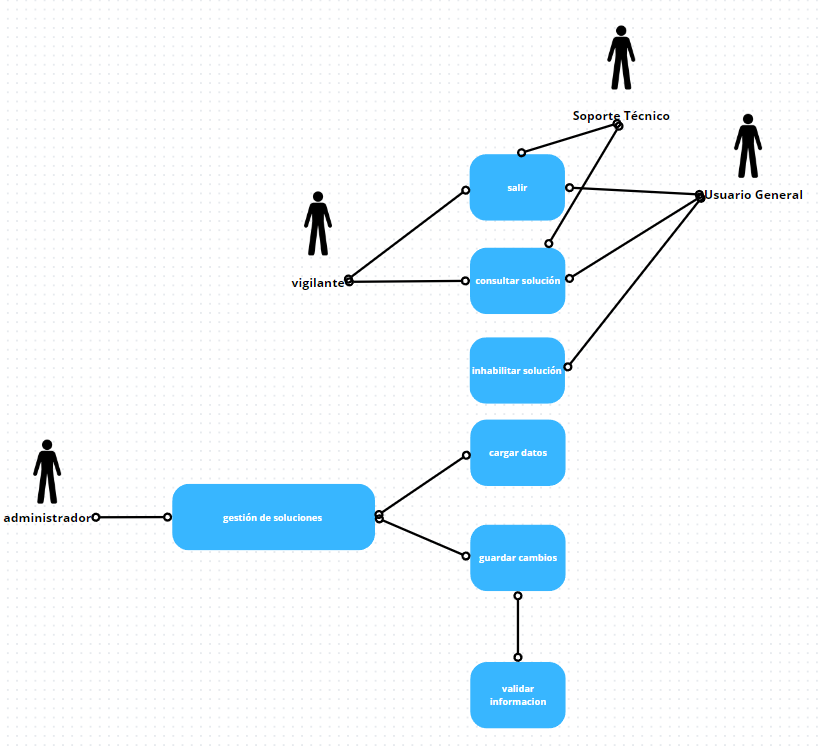 Soporte Técnico
Usuario General
salir
vigilante
consultar solución
inhabilitar solución
cargar datos
administrador
gestión de soluciones
guardar cambios
validar
informacion